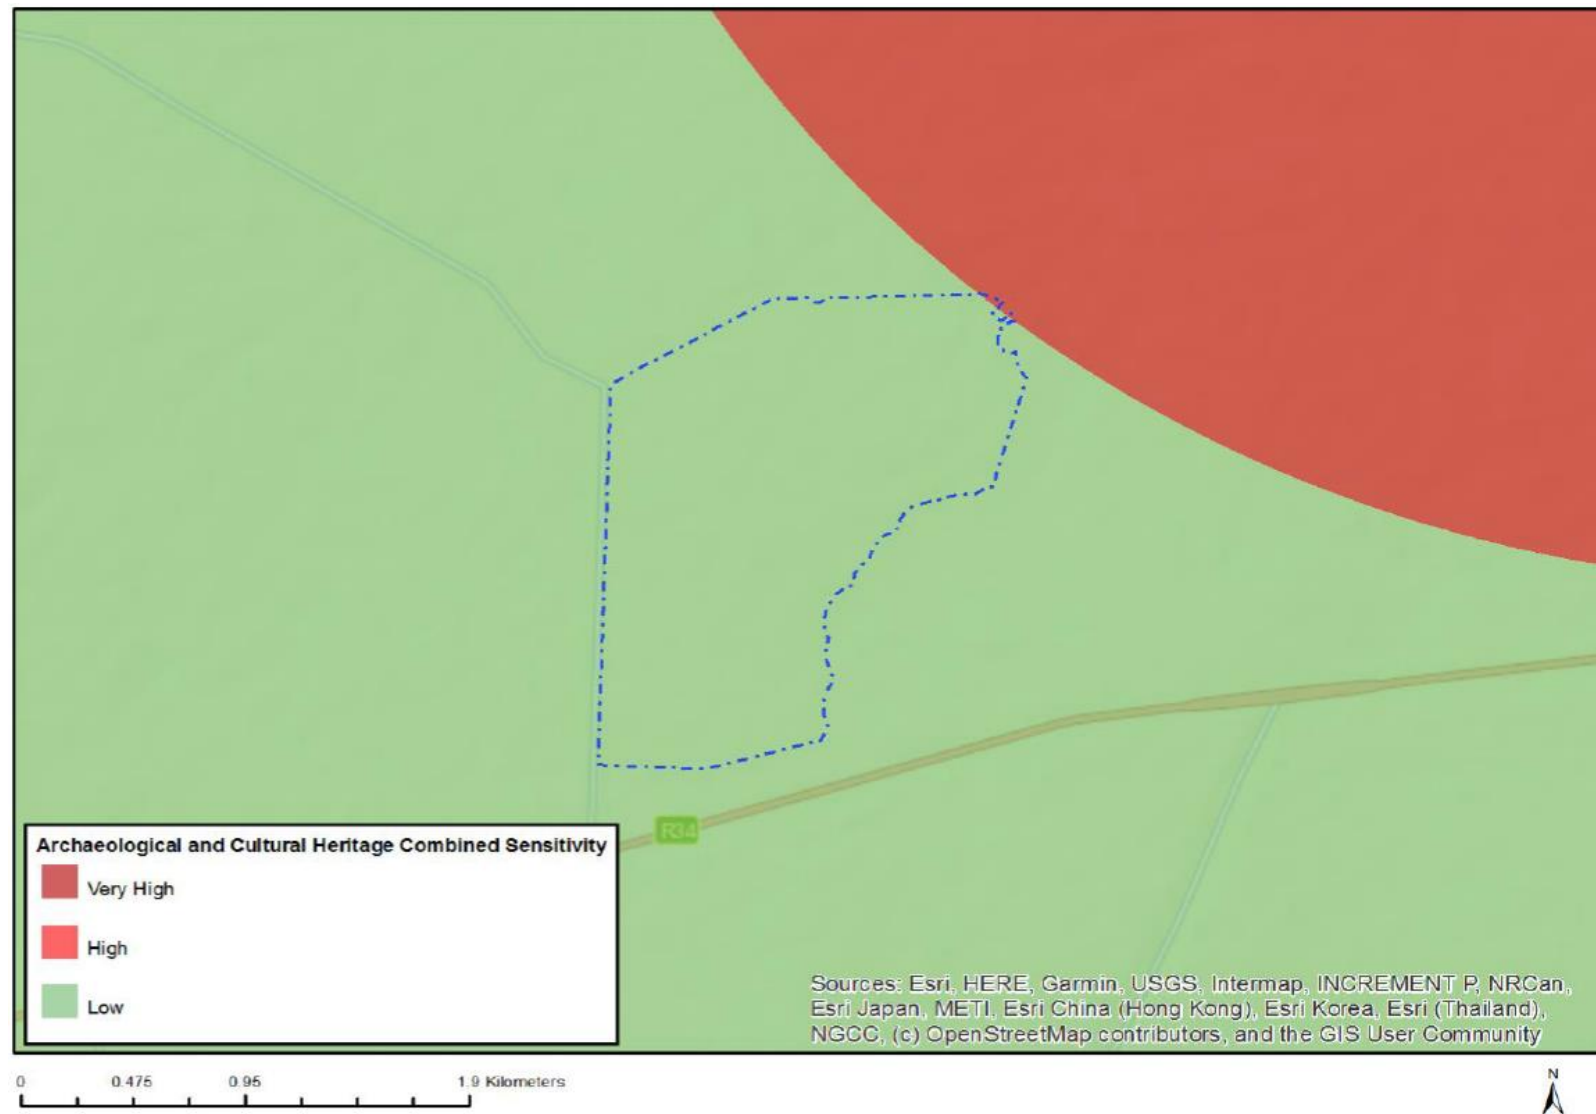 R34
Archaeological and Cultural Heritage Combined Sensitivity
Very High
High
Low
Sources: Esri, HERE, Garmin, USGS, Intermap, INCREMENT P, NRCan,
Esri Japan, METI, Esri China (Hong Kong), Esri Korea, Esri (Thailand),
NGCC, (c) OpenStreetMap contributors, and the GIS User Community
0 0.475 0.95 1.9 Kilometers
N